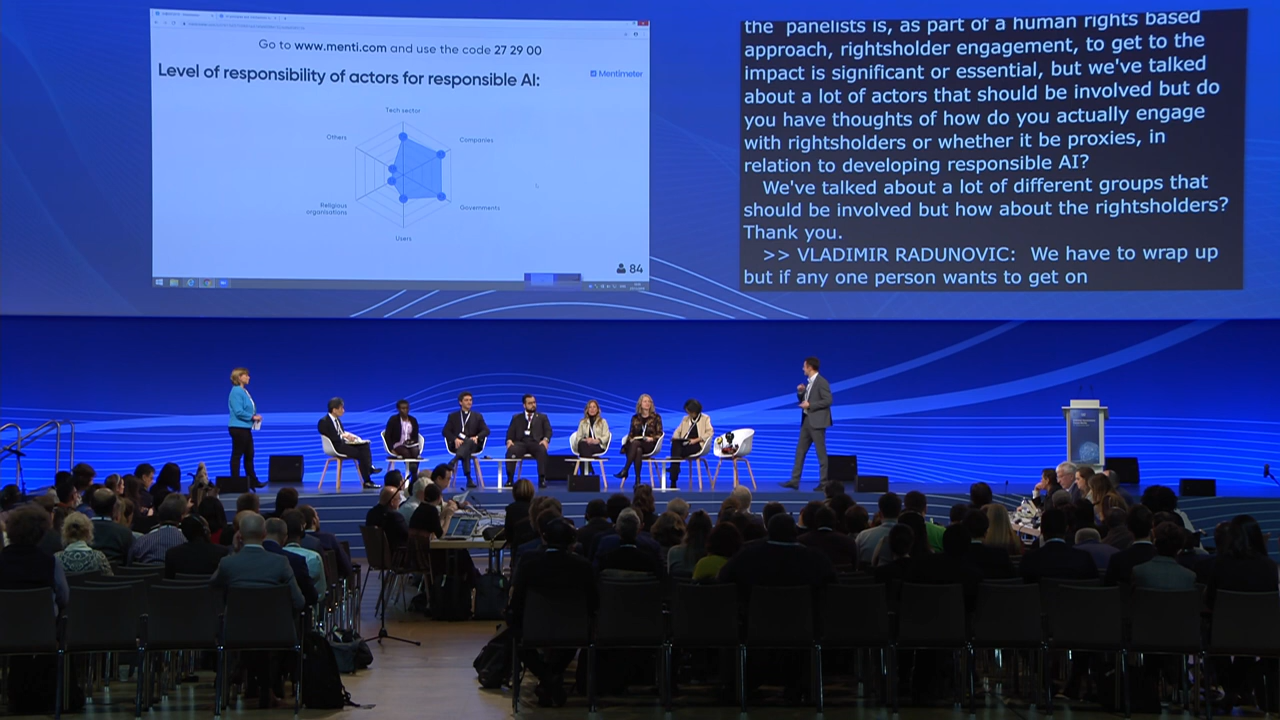 Go to www.menti.com and use the code 27 29 00
Level of responsibility of actors for responsible AI:
Mentimeter
Tech sector
Others
Companies
Religious
organisations
Governments
Users
84
the panelists is, as part of a human rights based
approach, rightsholder engagement, to get to the
impact is significant or essential, but we've talked
about a lot of actors that should be involved but do
you have thoughts of how do you actually engage
with rightsholders or whether it be proxies, in
relation to developing responsible AI?
We've talked about a lot of different groups that
should be involved but how about the rightsholders?
Thank you.
>> VLADIMIR RADUNOVIC: We have to wrap up
but if any one person wants to get on